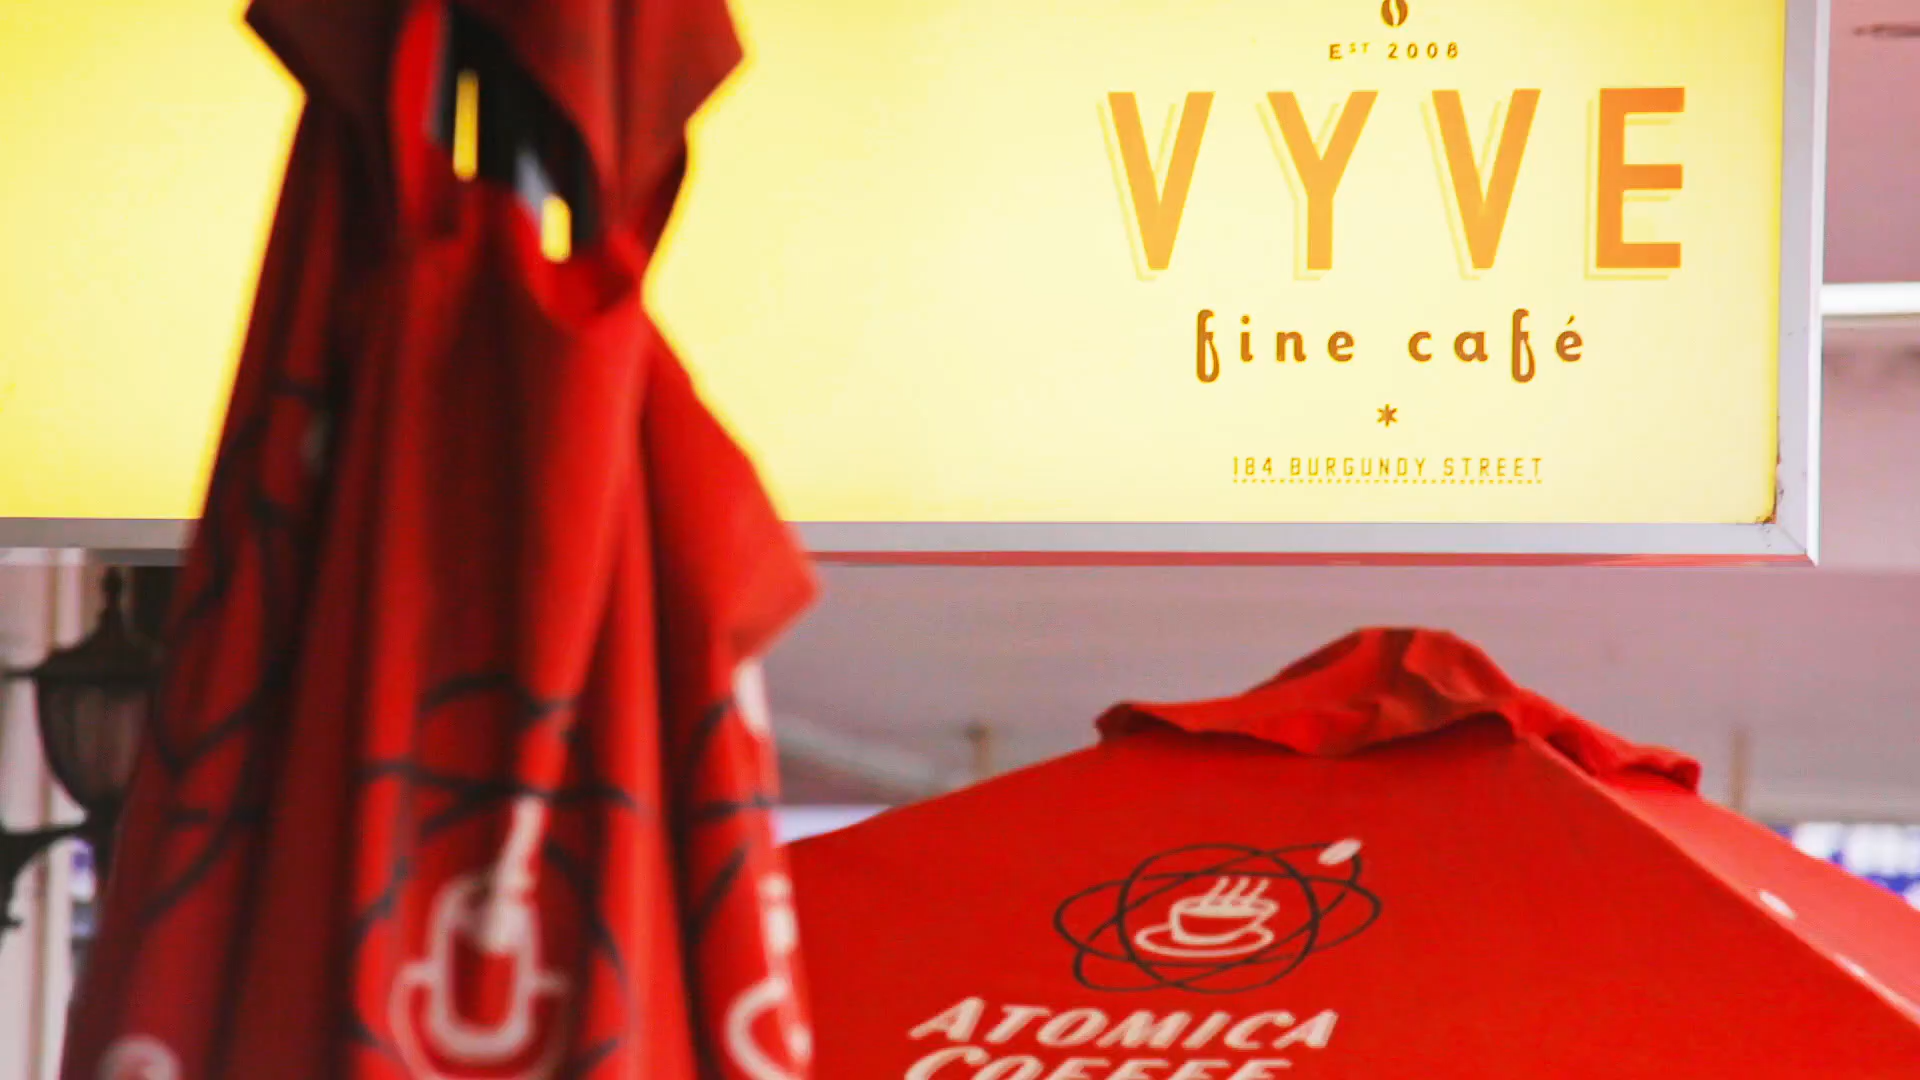 EST 2008
VYVE
fine café
*
184 BURGUNDY STREET
ATOMICA
COFFEE